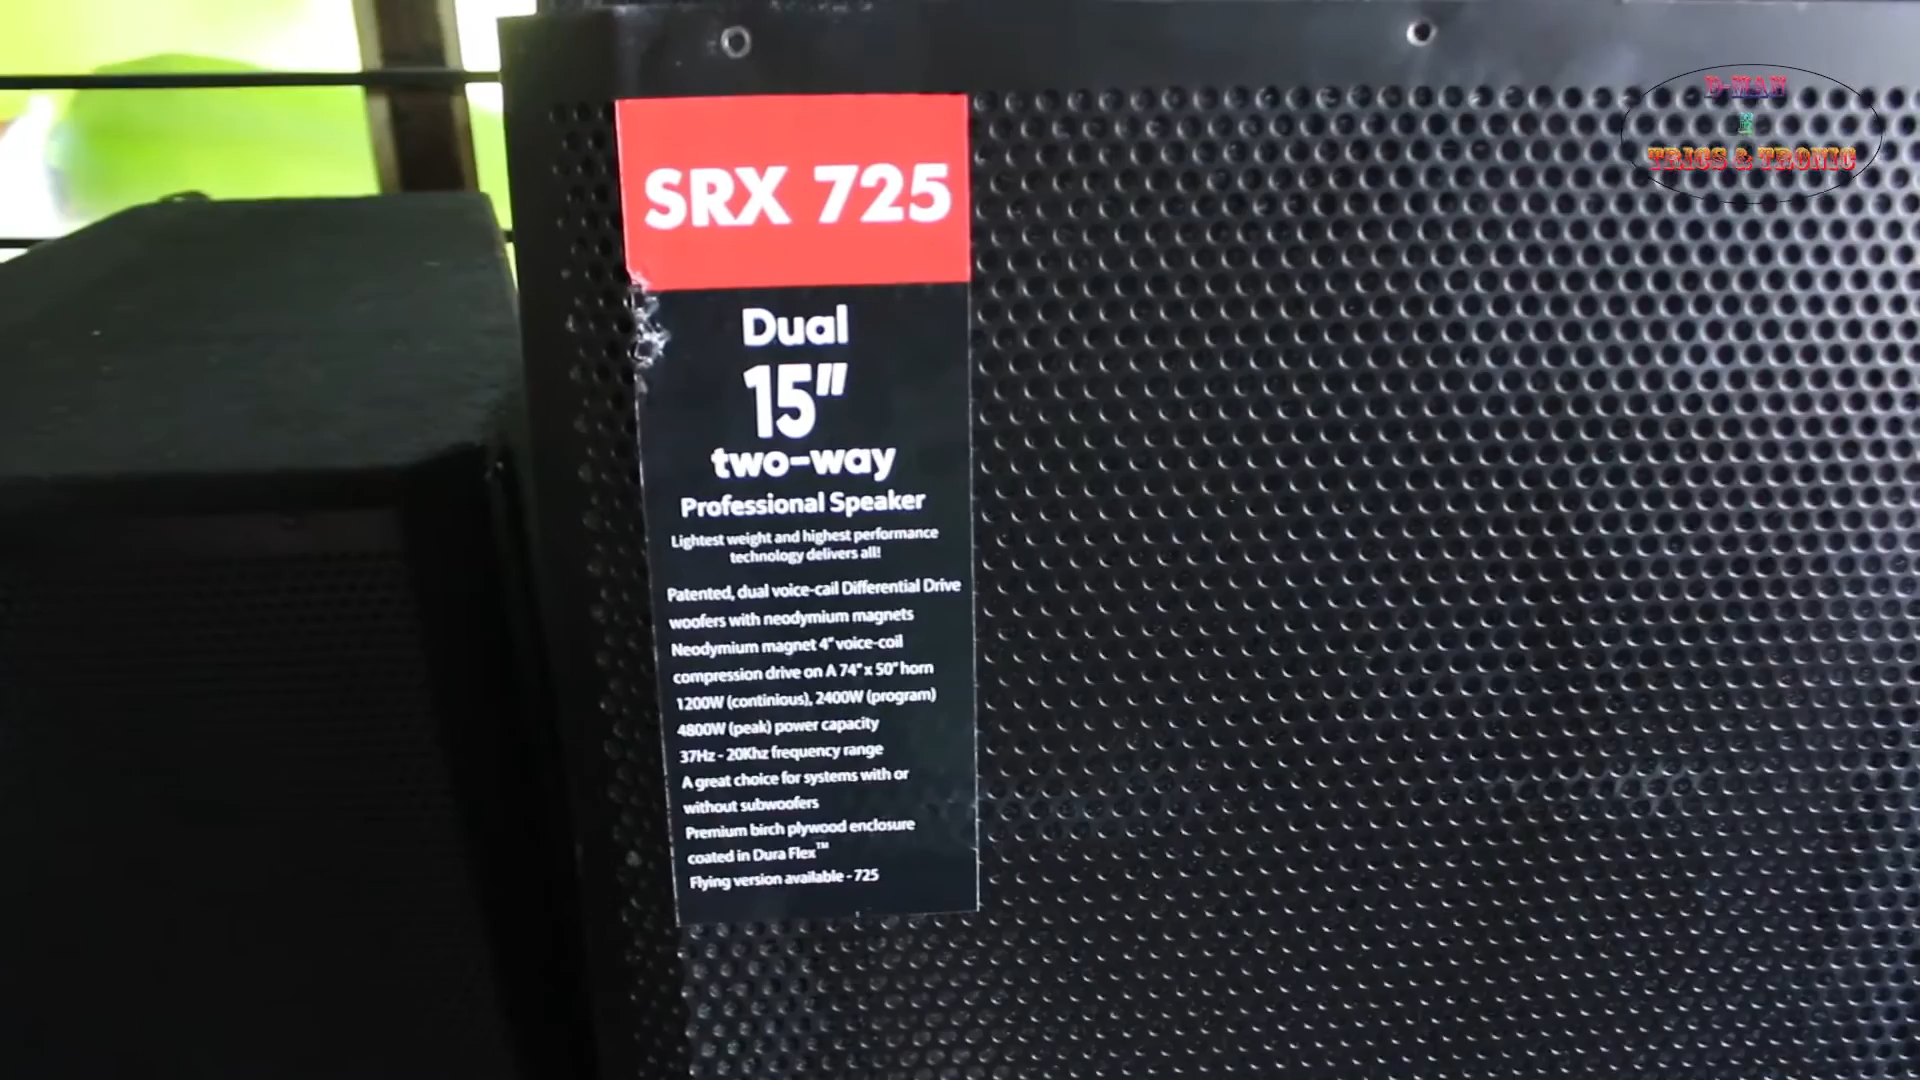 D-MAN
TRICS & TRONIC
SRX 725
Dual
15"
two-way
Professional Speaker
Lightest weight and highest performance
technology delivers all!
Patented, dual voice-cail Differential Drive
woofers with neodymium magnets
Neodymium magnet 4" voice-coil
compression drive on A 74" x 50" horn
1200W (continious), 2400W (program)
4800W (peak) power capacity
37Hz - 20Khz frequency range
A great choice for systems with or
without subwoofers
Premium birch plywood enclosure
coated in Dura Flex™
Flying version available - 725